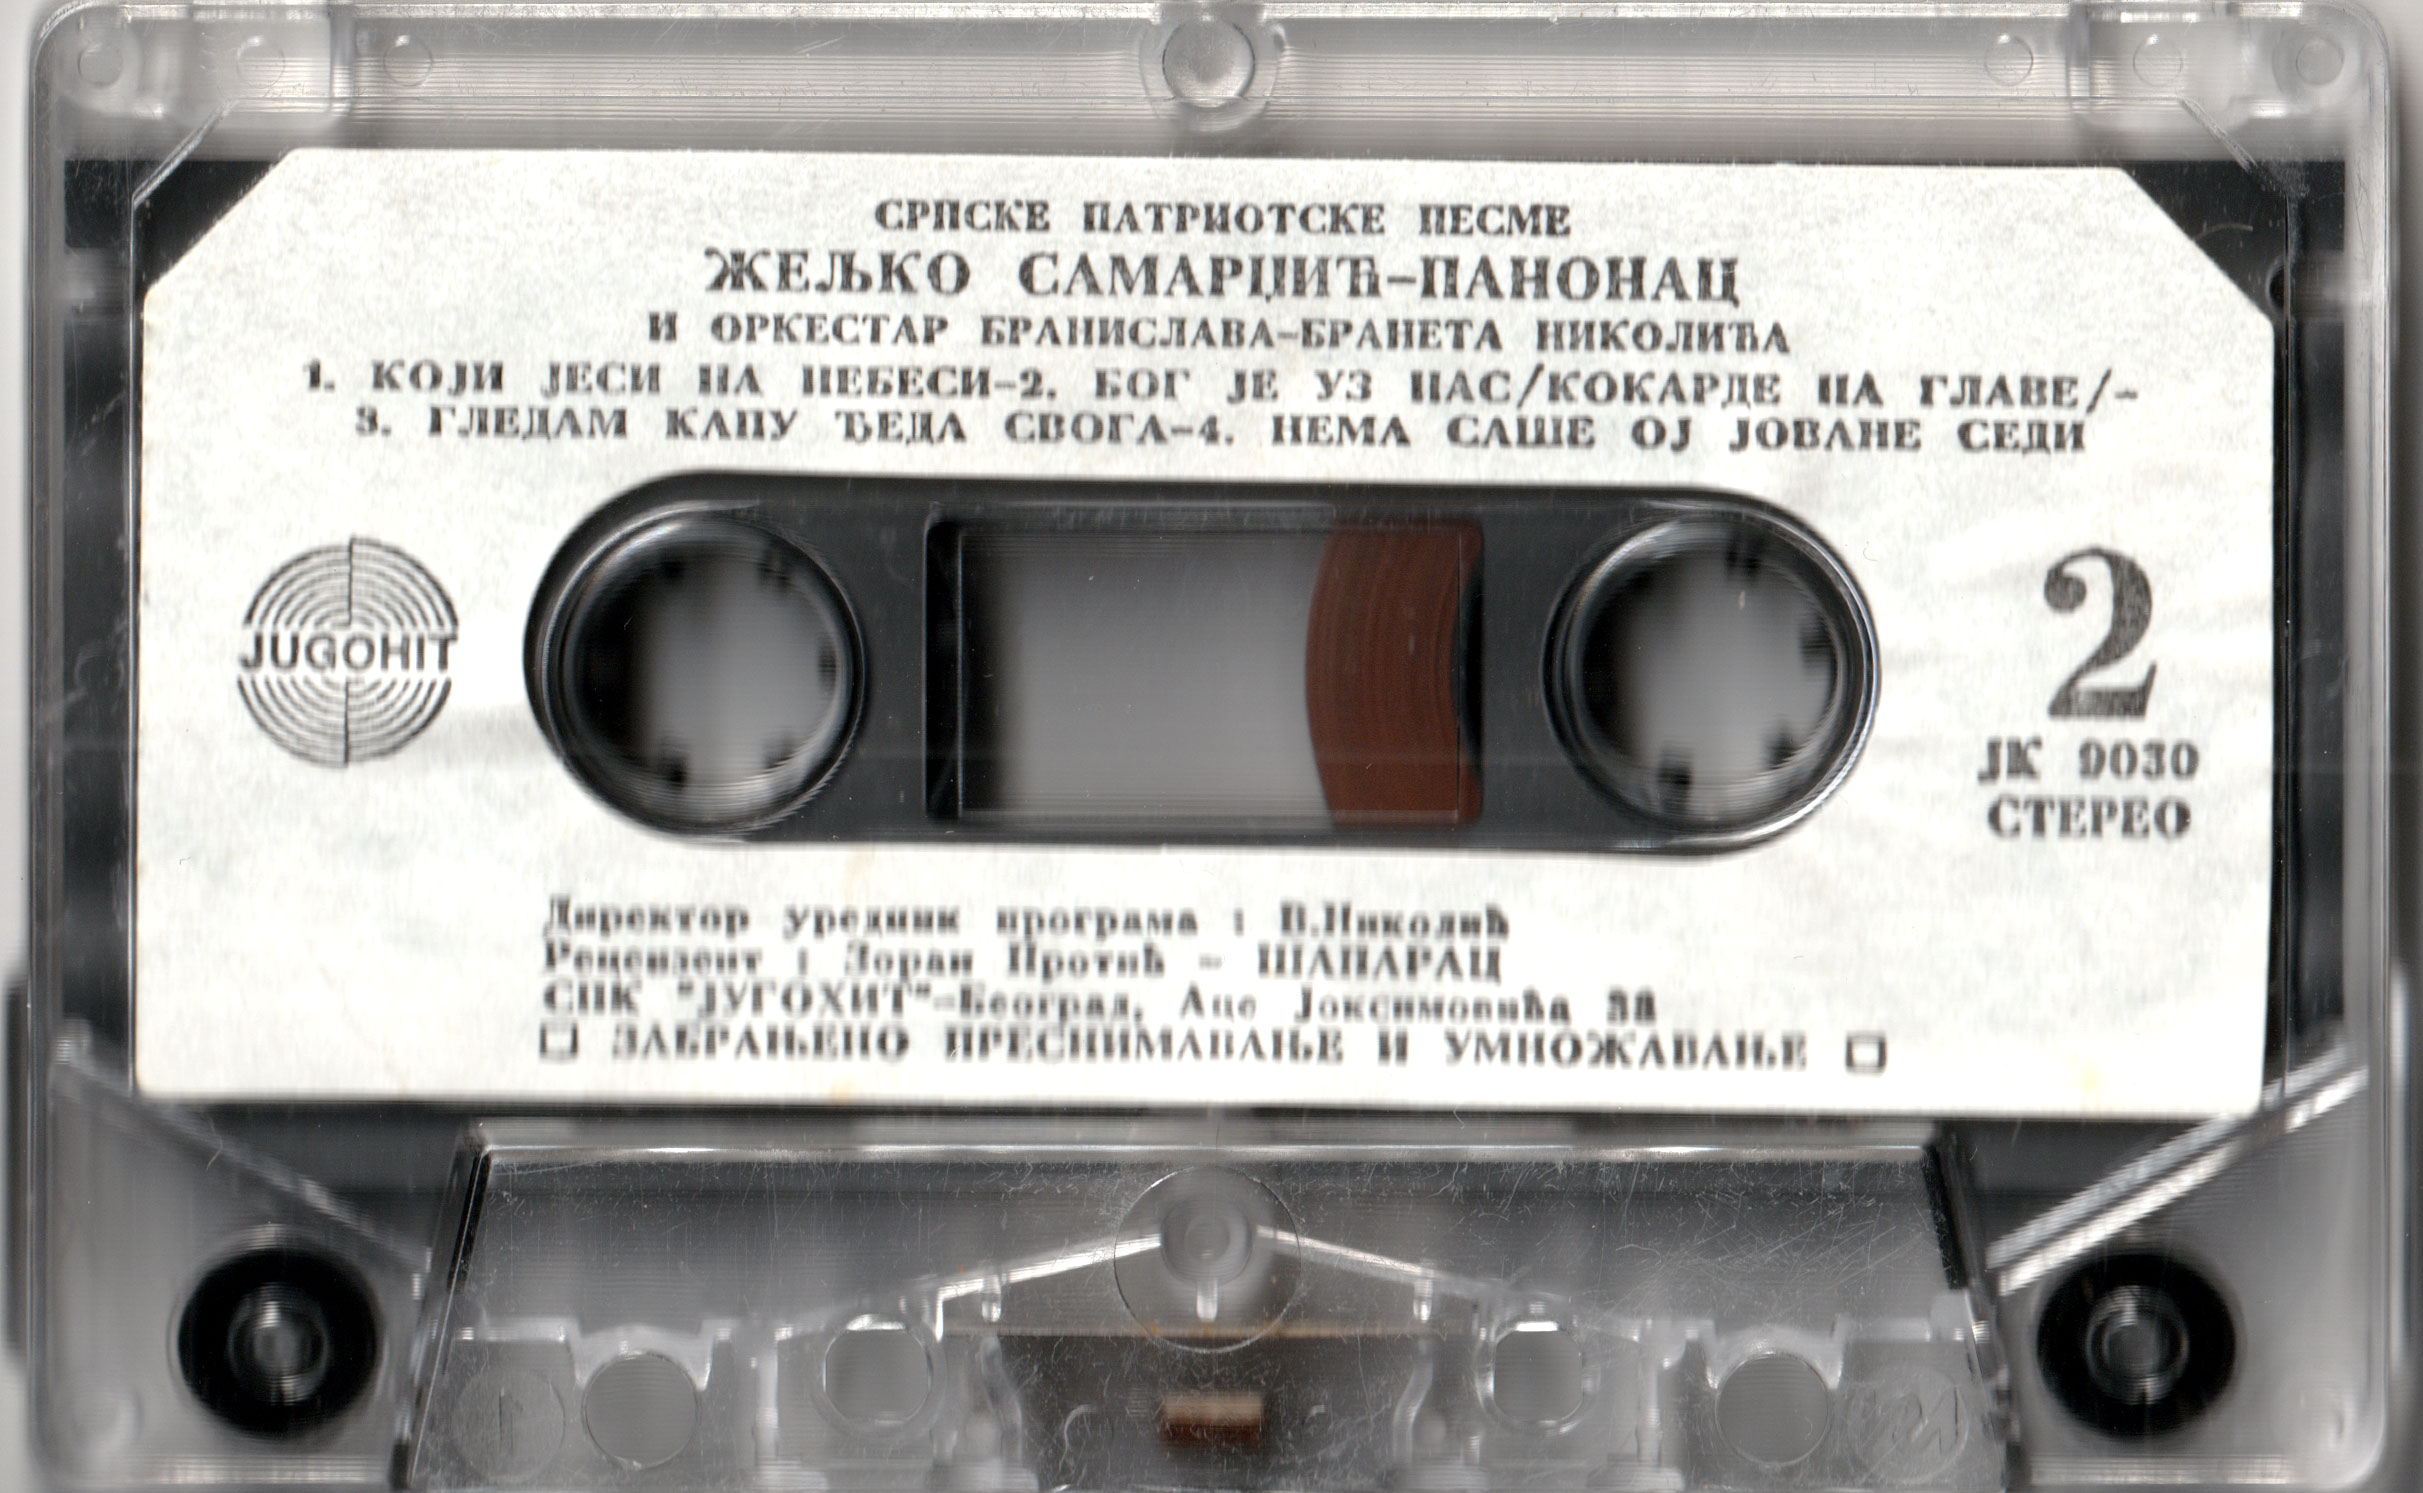 СРПСКЕ ПАТРИОТСКЕ ПЕСМЕ
ЖЕЉКО САМАРЏИЋ-ПАНОНАЦ
И ОРКЕСТАР БРАНИСЛАВА-БРАНЕТА НИКОЛИЋА
1. КОЈИ ЈЕСИ НА НЕБЕСИ-2. БОГ ЈЕ УЗ НАС/КОКАРДЕ НА ГЛАВЕ/-
3. ГЛЕДАМ КАПУ ЂЕДА СВОГА-4. НЕМА САШЕ ОЈ ЈОВАНЕ СЕДИ
JUGOHIT
2
ЈК 9030
СТЕРЕО
Директор уредник програма : В.Николић
Рецензент : Зоран Протић - ШАПАРАЦ
СПК "ЈУГОХИТ"-Београд, Аце Јоксимовића 38
ЗАБРАЊЕНО ПРЕСНИМАВАЊЕ И УМНОЖАВАЊЕ